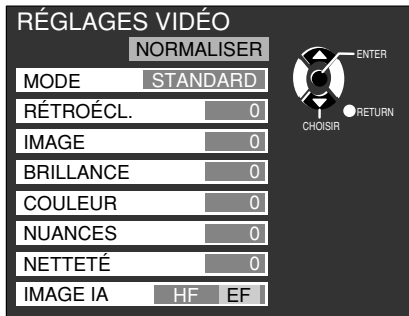 RÉGLAGES VIDÉO
NORMALISER
MODE STANDARD
RÉTROÉCL. 0
IMAGE 0
BRILLANCE 0
COULEUR 0
NUANCES 0
NETTETÉ 0
IMAGE IA HF EF
ENTER
RETURN
CHOISIR